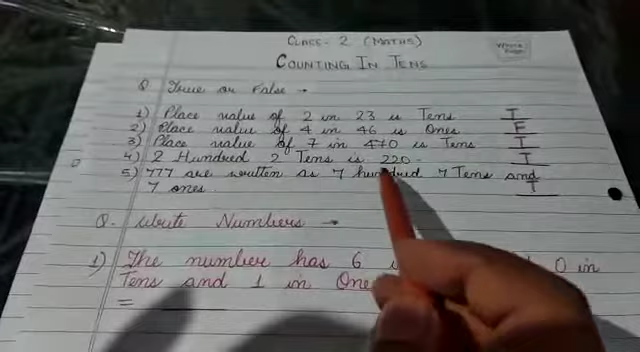 CLASS- 2 (MATHS)
COUNTING IN TENS
Q True or False →
1) Place value of 2 in 23 is Tens T
2) Place value of 4 in 46 is Ones F
3) Place value of 7 in 470 is Tens T
4) 2 Hundred 2 Tens is 220. T
5) 777 are written as 7 hundred 7 Tens and
7 ones. T
Q. Write Numbers →
1) The number has 6 0 in
Tens and 1 in One
=